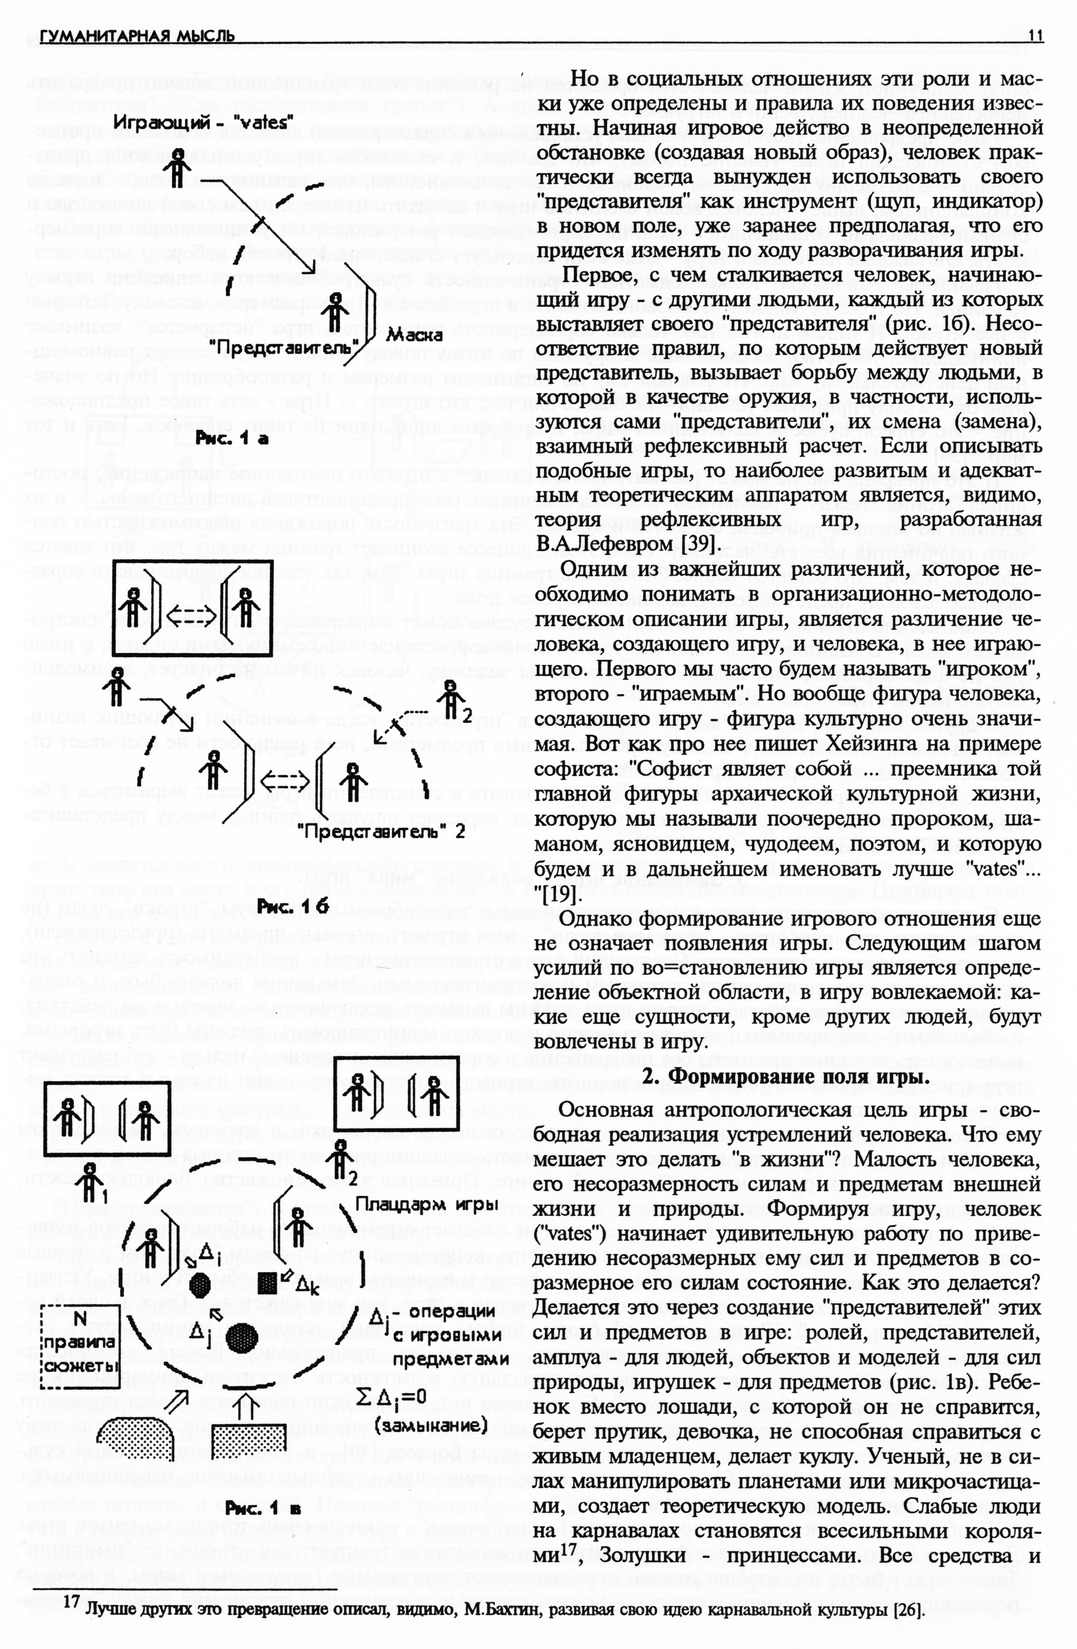 ГУМАНИТАРНАЯ МЫСЛЬ 11
Играющий - "vates"
"Представитель"
Маска
Рис. 1 а
2
"Представитель" 2
Рис. 1 б
1
2
Плацдарм игры
Δi
Δk
Δj
N
правил
сюжеты
Δj - операции
с игровыми
предметами
ΣΔi=0
(замыкание)
Рис. 1 в
Но в социальных отношениях эти роли и мас-
ки уже определены и правила их поведения извес-
тны. Начиная игровое действо в неопределенной
обстановке (создавая новый образ), человек прак-
тически всегда вынужден использовать своего
"представителя" как инструмент (щуп, индикатор)
в новом поле, уже заранее предполагая, что его
придется изменять по ходу разворачивания игры.
Первое, с чем сталкивается человек, начинаю-
щий игру - с другими людьми, каждый из которых
выставляет своего "представителя" (рис. 1б). Несо-
ответствие правил, по которым действует новый
представитель, вызывает борьбу между людьми, в
которой в качестве оружия, в частности, исполь-
зуются сами "представители", их смена (замена),
взаимный рефлексивный расчет. Если описывать
подобные игры, то наиболее развитым и адекват-
ным теоретическим аппаратом является, видимо,
теория рефлексивных игр, разработанная
В.А.Лефевром [39].
Одним из важнейших различений, которое не-
обходимо понимать в организационно-методоло-
гическом описании игры, является различение че-
ловека, создающего игру, и человека, в нее играю-
щего. Первого мы часто будем называть "игроком",
второго - "играемым". Но вообще фигура человека,
создающего игру - фигура культурно очень значи-
мая. Вот как про нее пишет Хейзинга на примере
софиста: "Софист являет собой ... преемника той
главной фигуры архаической культурной жизни,
которую мы называли поочередно пророком, ша-
маном, ясновидцем, чудодеем, поэтом, и которую
будем и в дальнейшем именовать лучше "vates"...
"[19].
Однако формирование игрового отношения еще
не означает появления игры. Следующим шагом
усилий по во=становлению игры является опреде-
ление объектной области, в игру вовлекаемой: ка-
кие еще сущности, кроме других людей, будут
вовлечены в игру.
2. Формирование поля игры.
Основная антропологическая цель игры - сво-
бодная реализация устремлений человека. Что ему
мешает это делать "в жизни"? Малость человека,
его несоразмерность силам и предметам внешней
жизни и природы. Формируя игру, человек
("vates") начинает удивительную работу по приве-
дению несоразмерных ему сил и предметов в со-
размерное его силам состояние. Как это делается?
Делается это через создание "представителей" этих
сил и предметов в игре: ролей, представителей,
амплуа - для людей, объектов и моделей - для сил
природы, игрушек - для предметов (рис. 1в). Ребе-
нок вместо лошади, с которой он не справится,
берет прутик, девочка, не способная справиться с
живым младенцем, делает куклу. Ученый, не в си-
лах манипулировать планетами или микрочастица-
ми, создает теоретическую модель. Слабые люди
на карнавалах становятся всесильными короля-
ми17, Золушки - принцессами. Все средства и
17 Лучше других это превращение описал, видимо, М.Бахтин, развивая свою идею карнавальной культуры [26].